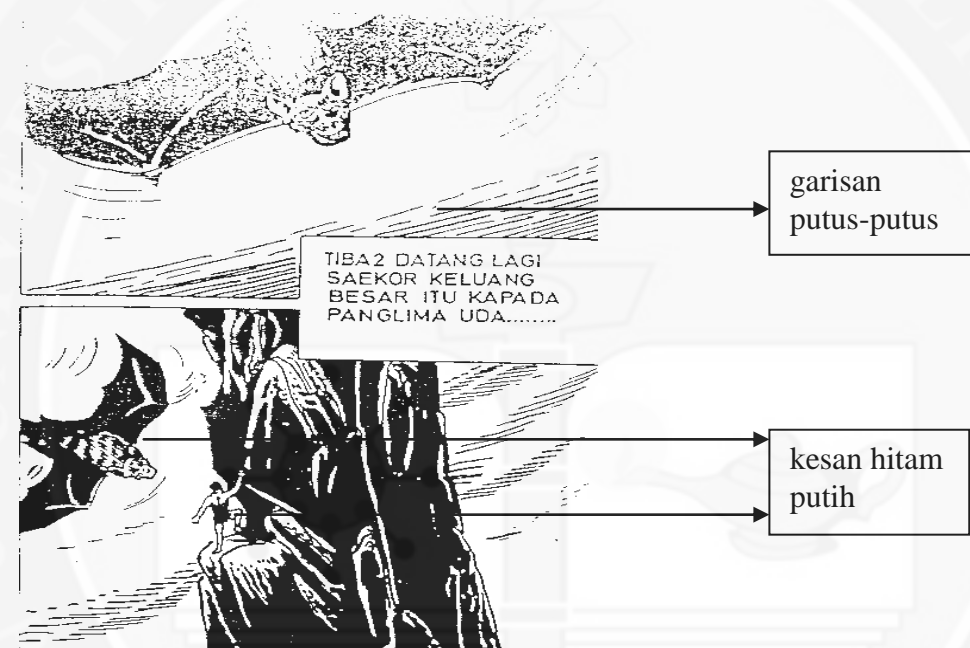 garisan
putus-putus
TIBA2 DATANG LAGI
SAEKOR KELUANG
BESAR ITU KAPADA
PANGLIMA UDA........
kesan hitam
putih